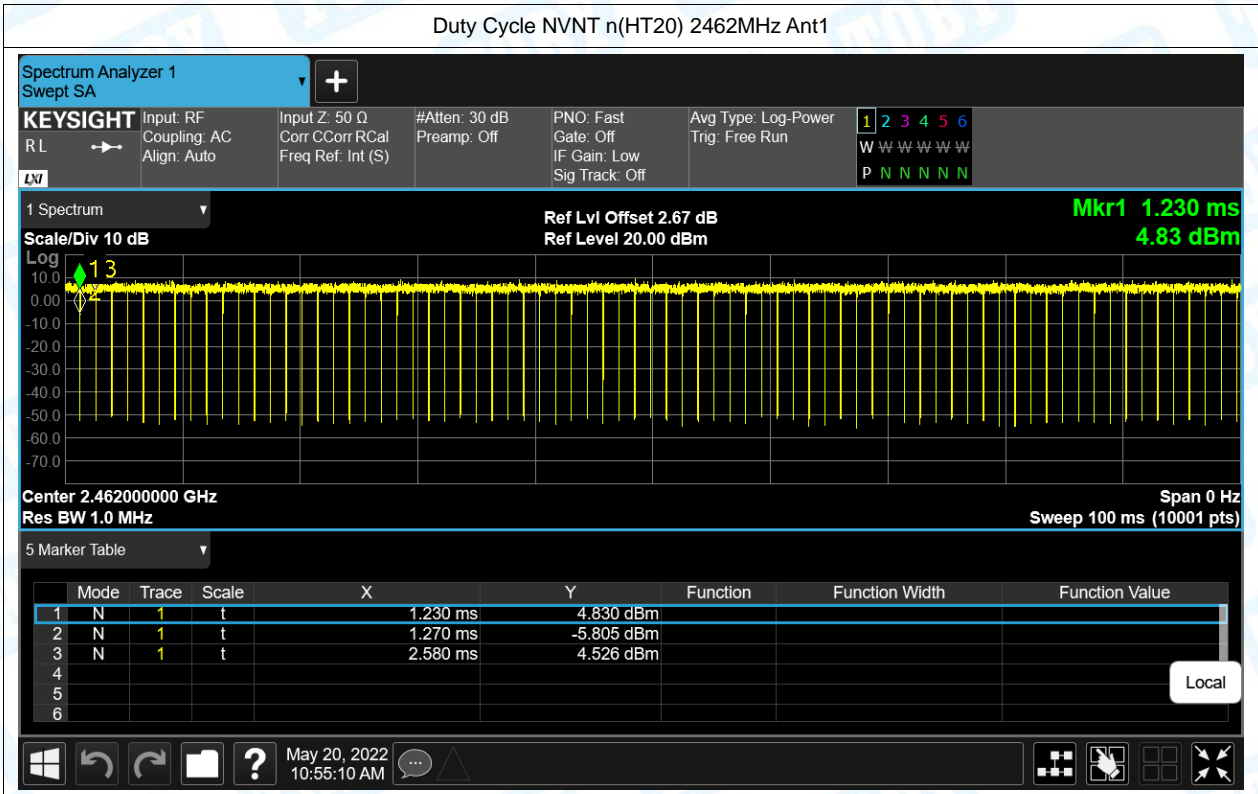 Duty Cycle NVNT n(HT20) 2462MHz Ant1
Spectrum Analyzer 1
Swept SA
KEYSIGHT
RL
LXI
Input: RF
Coupling: AC
Align: Auto
Input Z: 50 Ω
Corr CCorr RCal
Freq Ref: Int (S)
#Atten: 30 dB
Preamp: Off
PNO: Fast
Gate: Off
IF Gain: Low
Sig Track: Off
Avg Type: Log-Power
Trig: Free Run
1 2 3 4 5 6
W W W W W W
P N N N N N
1 Spectrum
Scale/Div 10 dB
Ref Lvl Offset 2.67 dB
Ref Level 20.00 dBm
Mkr1 1.230 ms
4.83 dBm
Log
10.0
0.00
-10.0
-20.0
-30.0
-40.0
-50.0
-60.0
-70.0
1 3
2
Center 2.462000000 GHz
Res BW 1.0 MHz
Span 0 Hz
Sweep 100 ms (10001 pts)
5 Marker Table
Mode Trace Scale X Y Function Function Width Function Value
1 N 1 t 1.230 ms 4.830 dBm
2 N 1 t 1.270 ms -5.805 dBm
3 N 1 t 2.580 ms 4.526 dBm
4
5
6
Local
?
May 20, 2022
10:55:10 AM